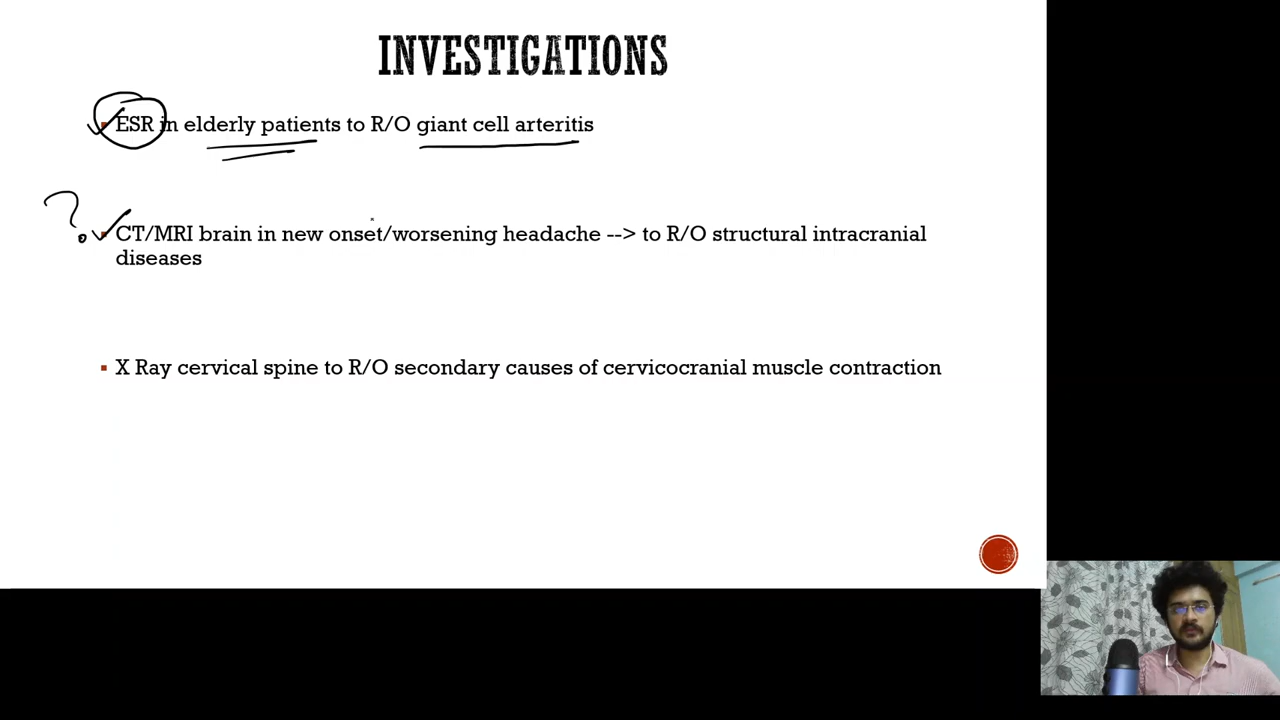 INVESTIGATIONS
ESR in elderly patients to R/O giant cell arteritis
?
CT/MRI brain in new onset/worsening headache --> to R/O structural intracranial
diseases
X Ray cervical spine to R/O secondary causes of cervicocranial muscle contraction